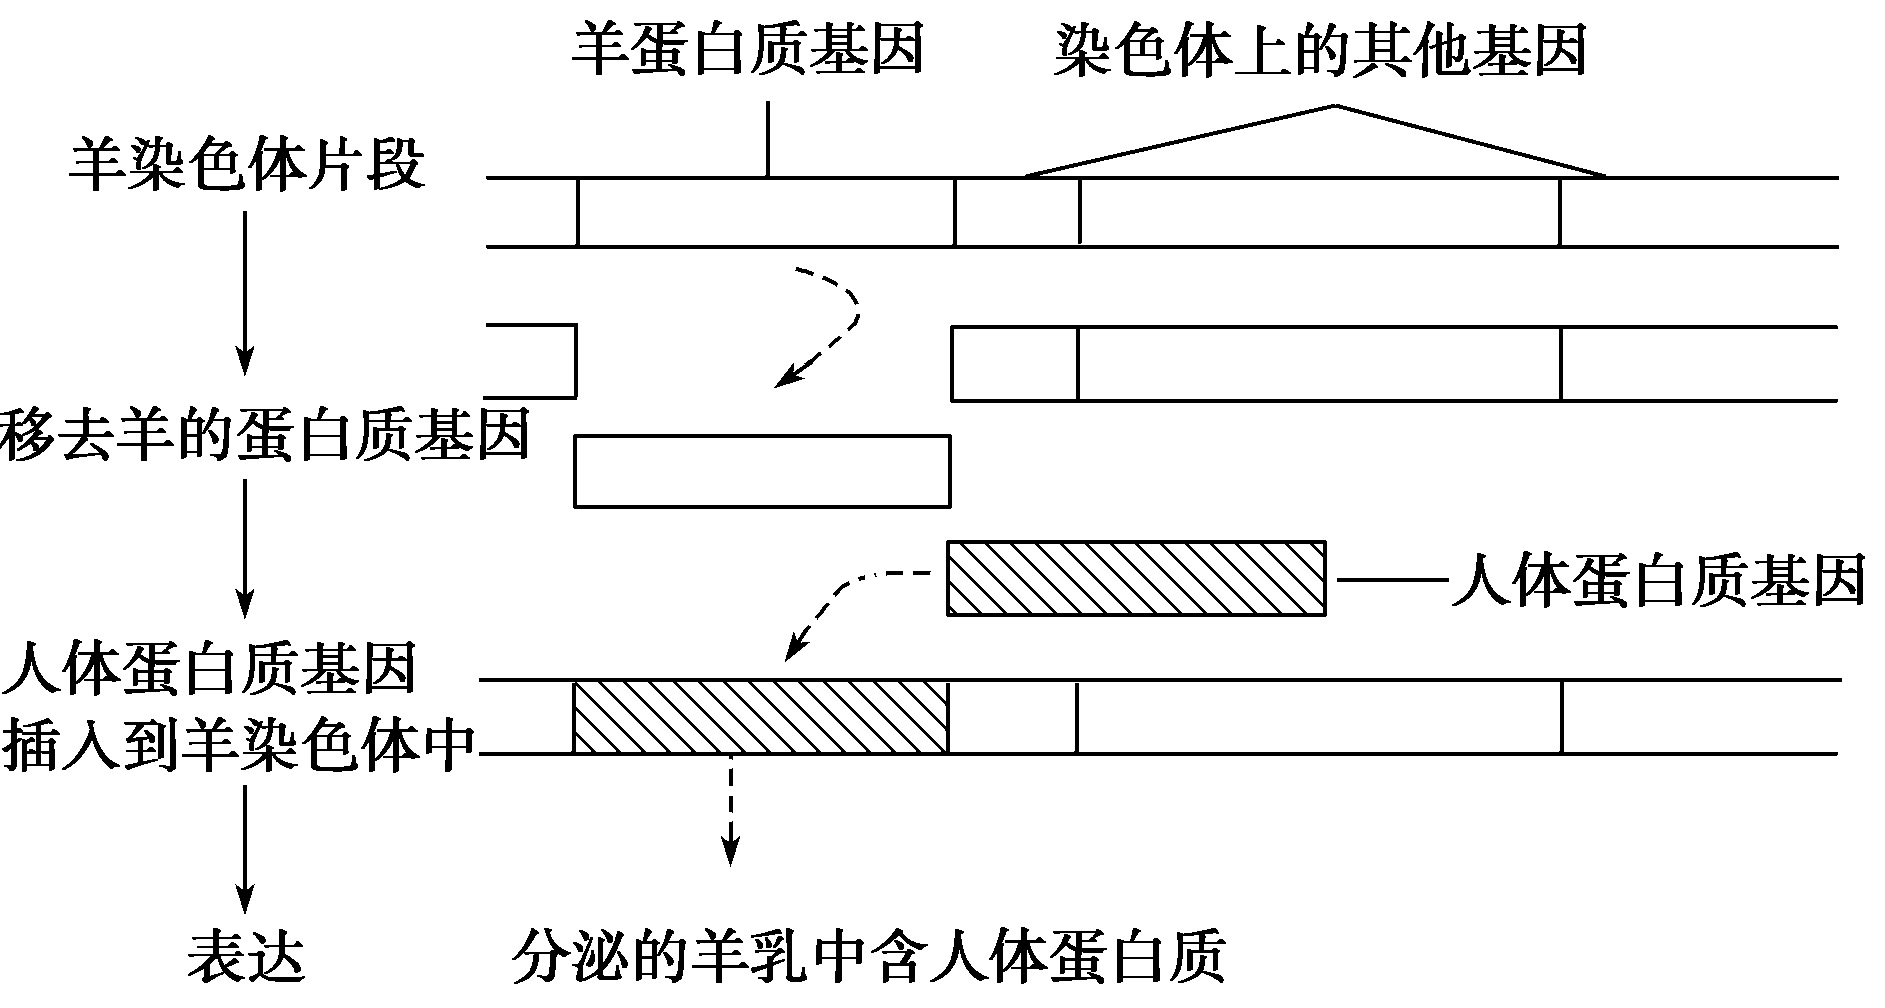 羊蛋白质基因
染色体上的其他基因
羊染色体片段
移去羊的蛋白质基因
人体蛋白质基因
人体蛋白质基因
插入到羊染色体中
表达
分泌的羊乳中含人体蛋白质